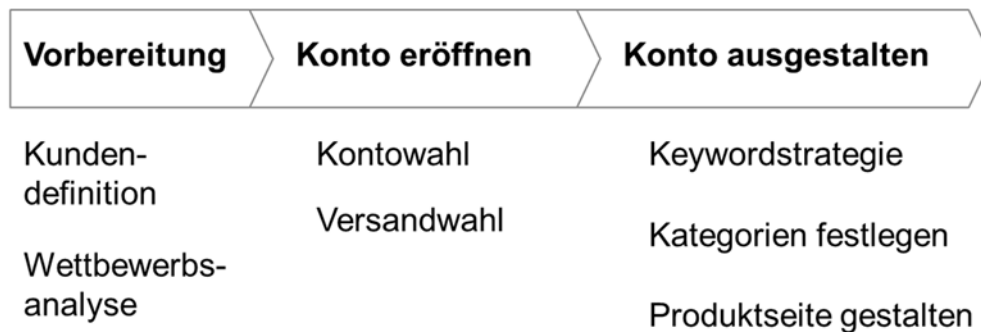 Vorbereitung
Konto eröffnen
Konto ausgestalten
Kunden-
definition
Wettbewerbs-
analyse
Kontowahl
Versandwahl
Keywordstrategie
Kategorien festlegen
Produktseite gestalten